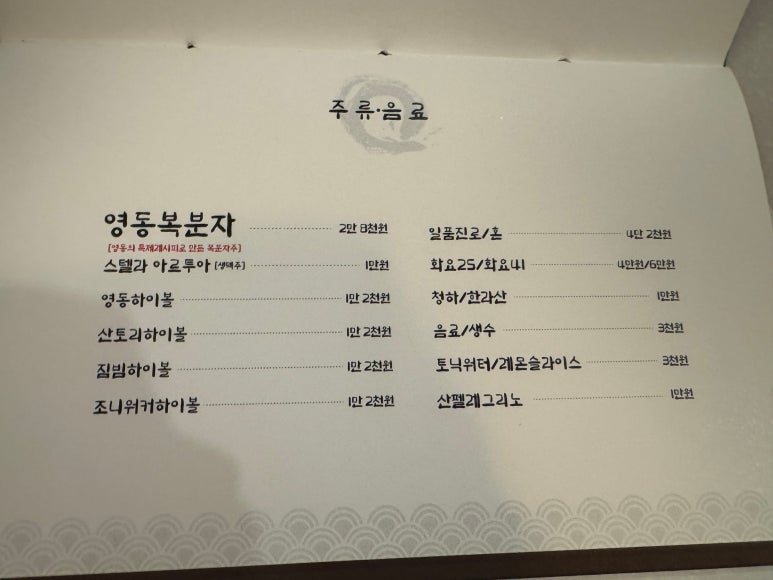 주류·음료
영동복분자 2만 8천원
[영동의 특제레시피로 만든 복분자주]
스텔라 아르투아 [생맥주] 1만원
영동하이볼 1만 2천원
산토리하이볼 1만 2천원
짐빔하이볼 1만 2천원
조니워커하이볼 1만 2천원
일품진로/혼 4만 2천원
화요25/화요41 4만원/6만원
청하/한라산 1만원
음료/생수 3천원
토닉워터/레몬슬라이스 3천원
산펠레그리노 1만원